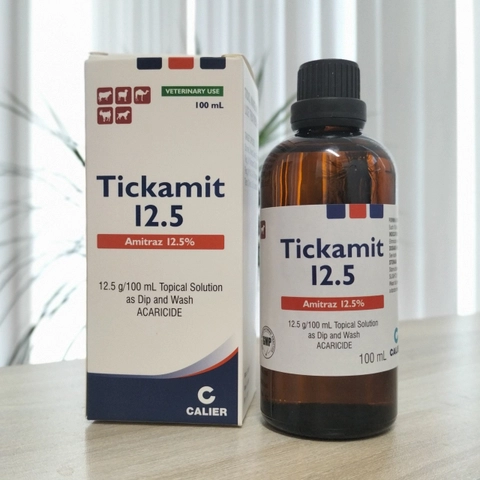 VETERINARY USE
100 mL
Tickamit
12.5
Amitraz 12.5%
12.5 g/100 mL Topical Solution
as Dip and Wash
ACARICIDE
C
CALIER
Tickamit
12.5
Amitraz 12.5%
12.5 g/100 mL Topical Solution
as Dip and Wash
ACARICIDE
100 mL
CALIER